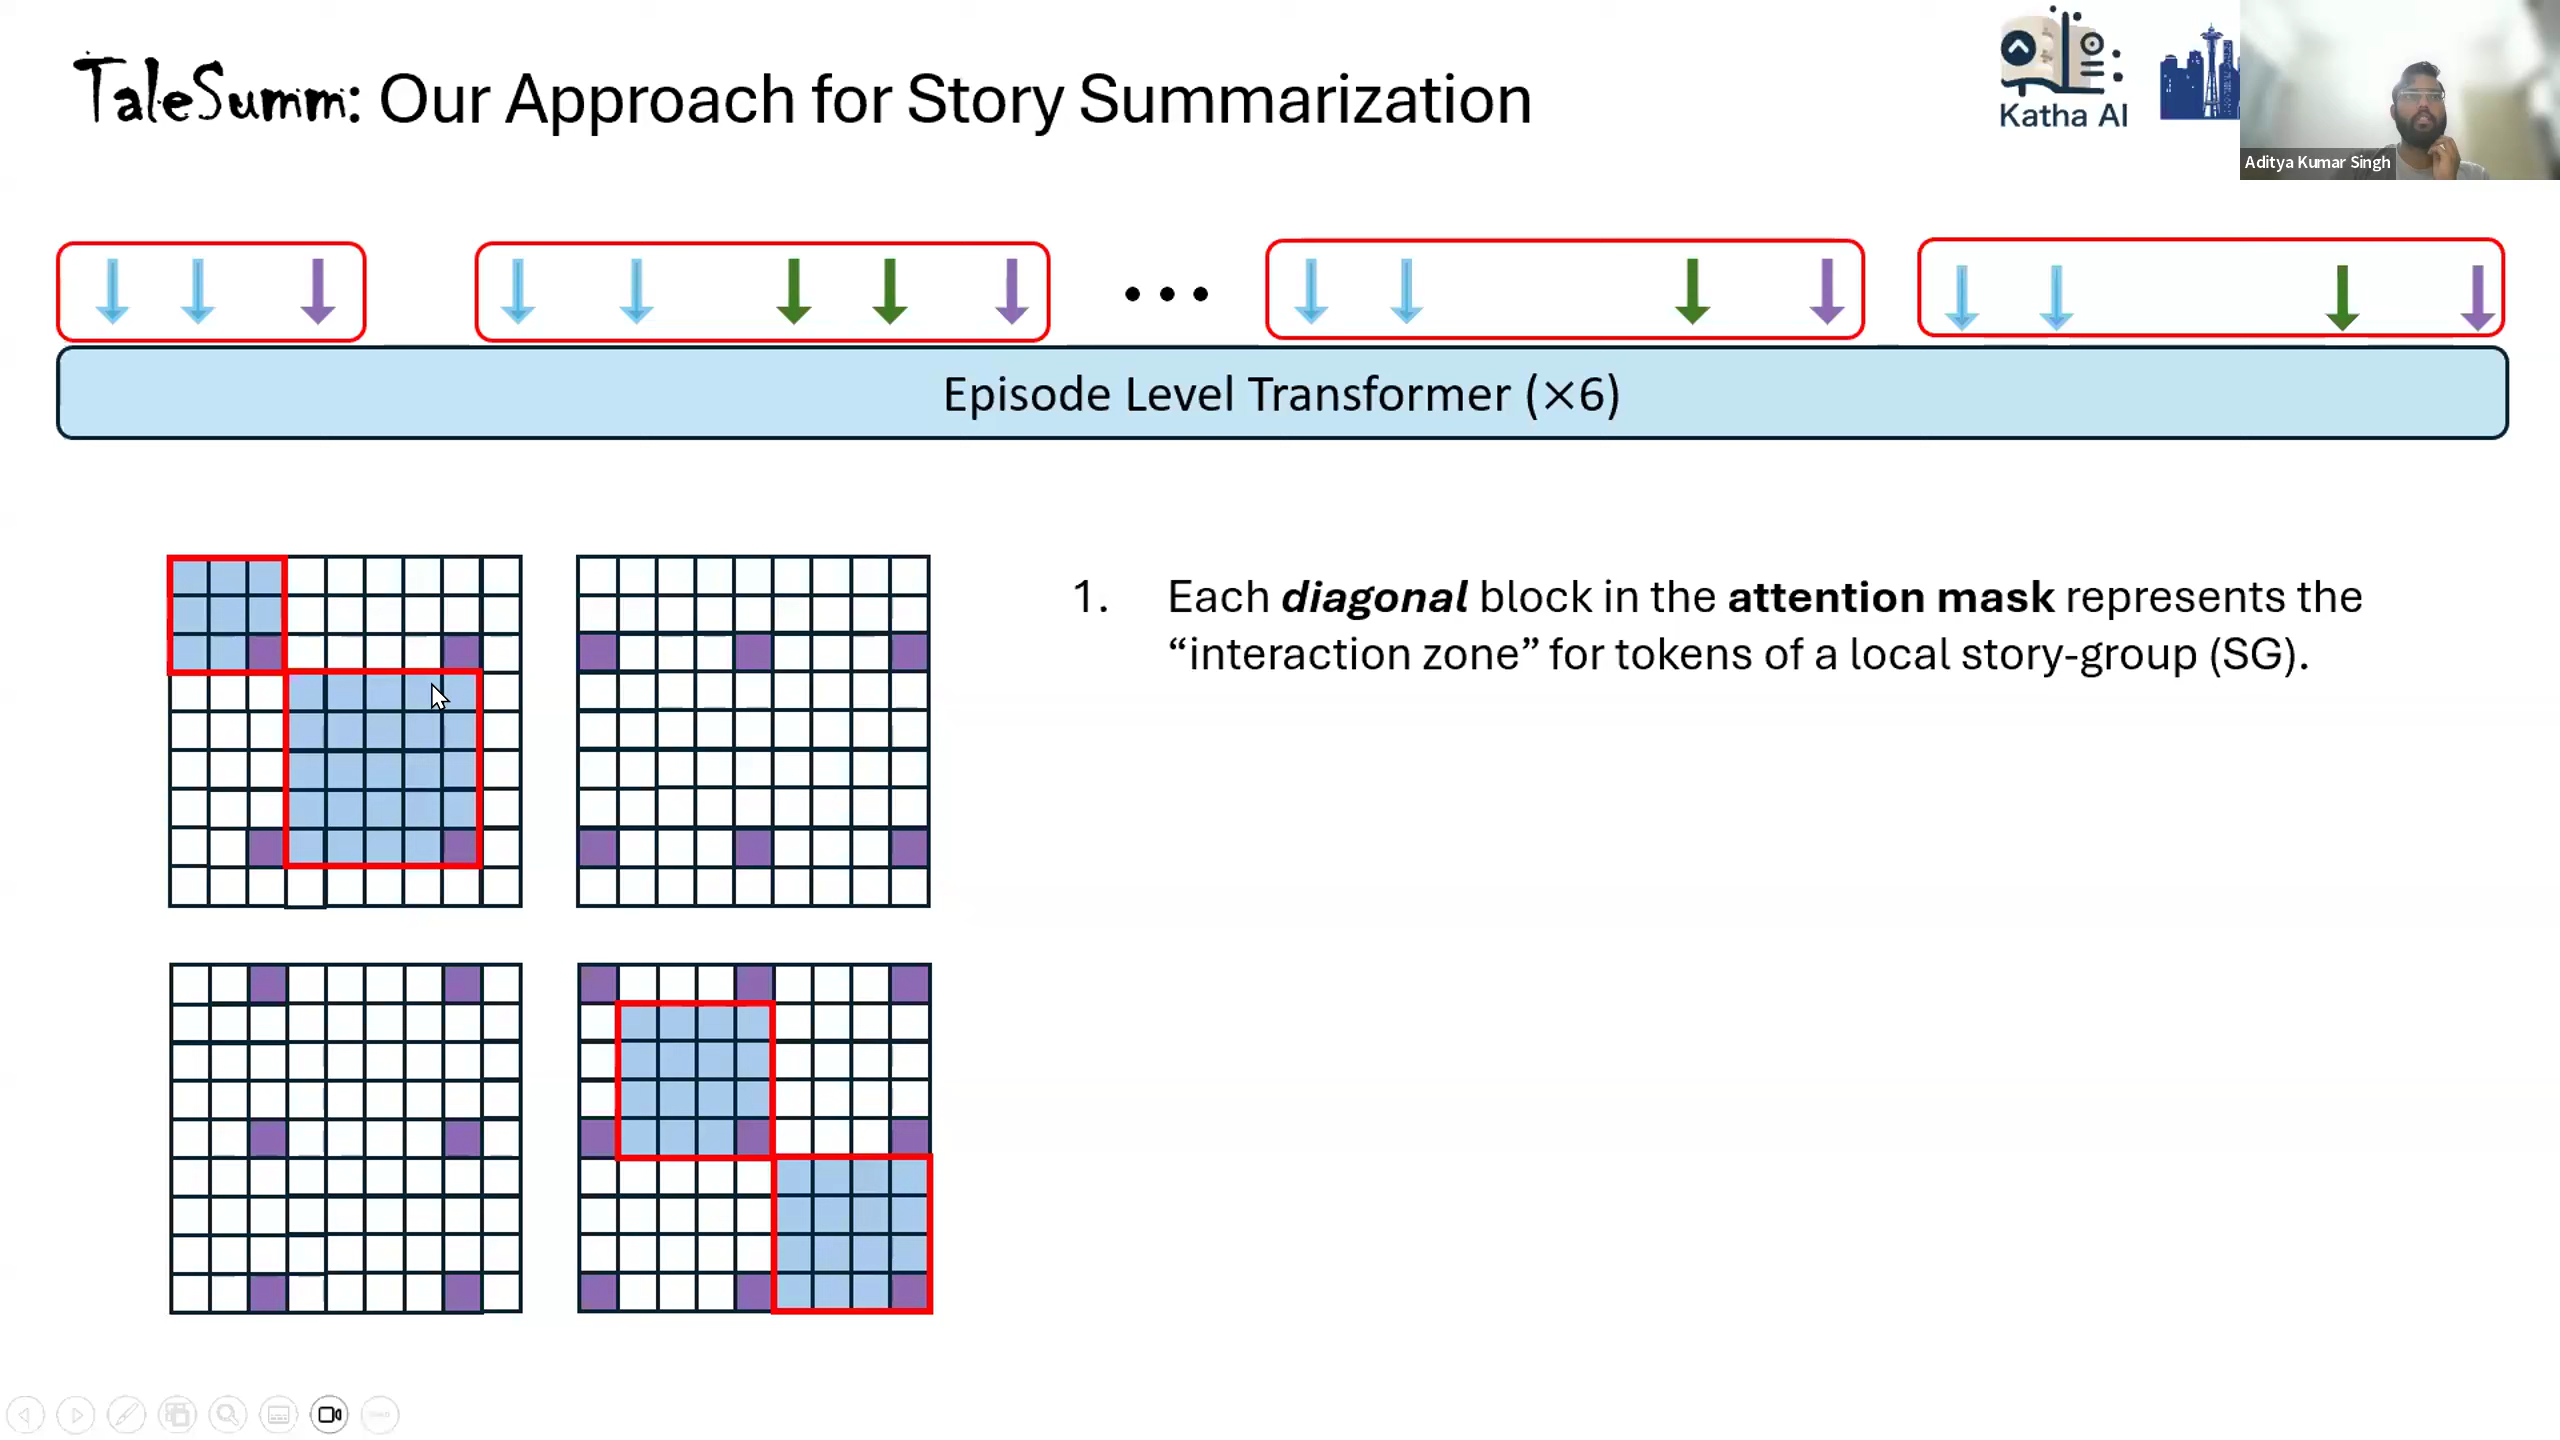 TaleSumm: Our Approach for Story Summarization
Katha AI
Aditya Kumar Singh
Episode Level Transformer (×6)
1. Each diagonal block in the attention mask represents the
“interaction zone” for tokens of a local story-group (SG).